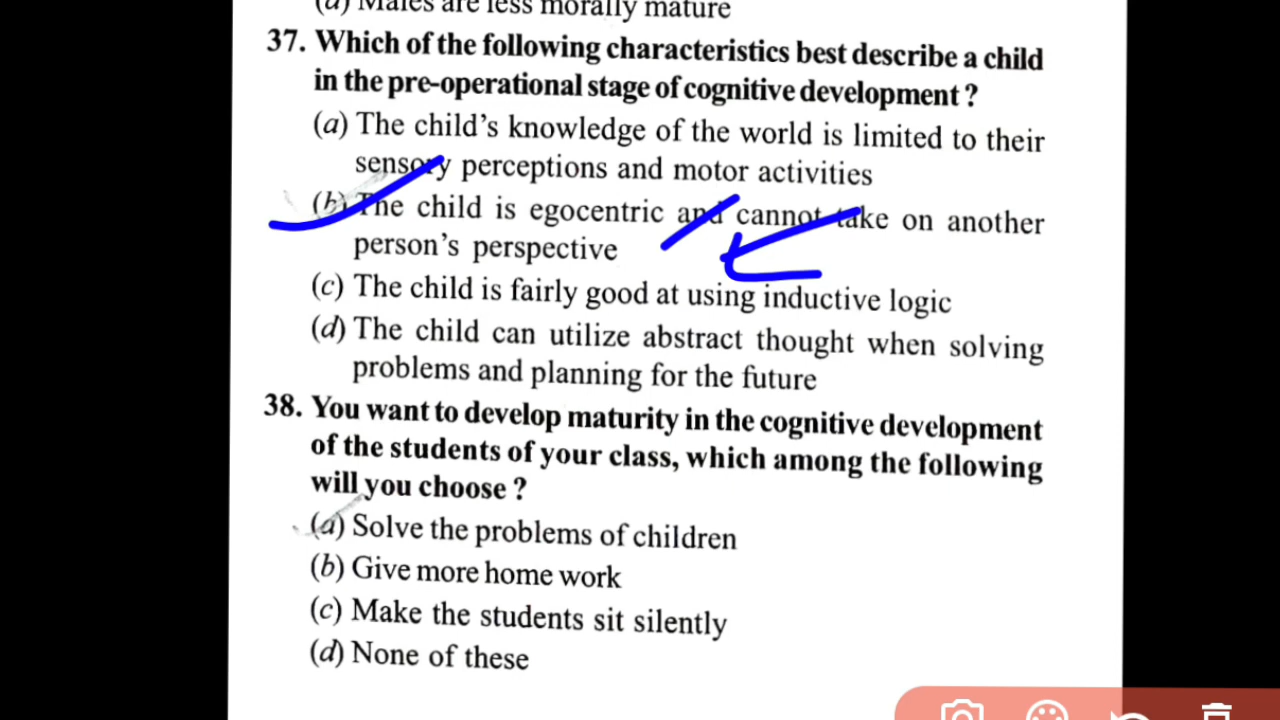 (d) Males are less morally mature
37. Which of the following characteristics best describe a child
in the pre-operational stage of cognitive development ?
(a) The child's knowledge of the world is limited to their
sensory perceptions and motor activities
(b) The child is egocentric and cannot take on another
person's perspective
(c) The child is fairly good at using inductive logic
(d) The child can utilize abstract thought when solving
problems and planning for the future
38. You want to develop maturity in the cognitive development
of the students of your class, which among the following
will you choose ?
(a) Solve the problems of children
(b) Give more home work
(c) Make the students sit silently
(d) None of these